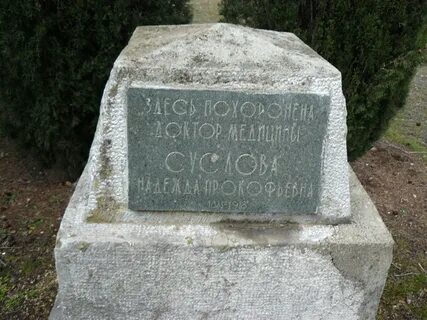 ЗДЕСЬ ПОХОРОНЕНА
ДОКТОР МЕДИЦИНЫ
СУСЛОВА
НАДЕЖДА ПРОКОФЬЕВНА